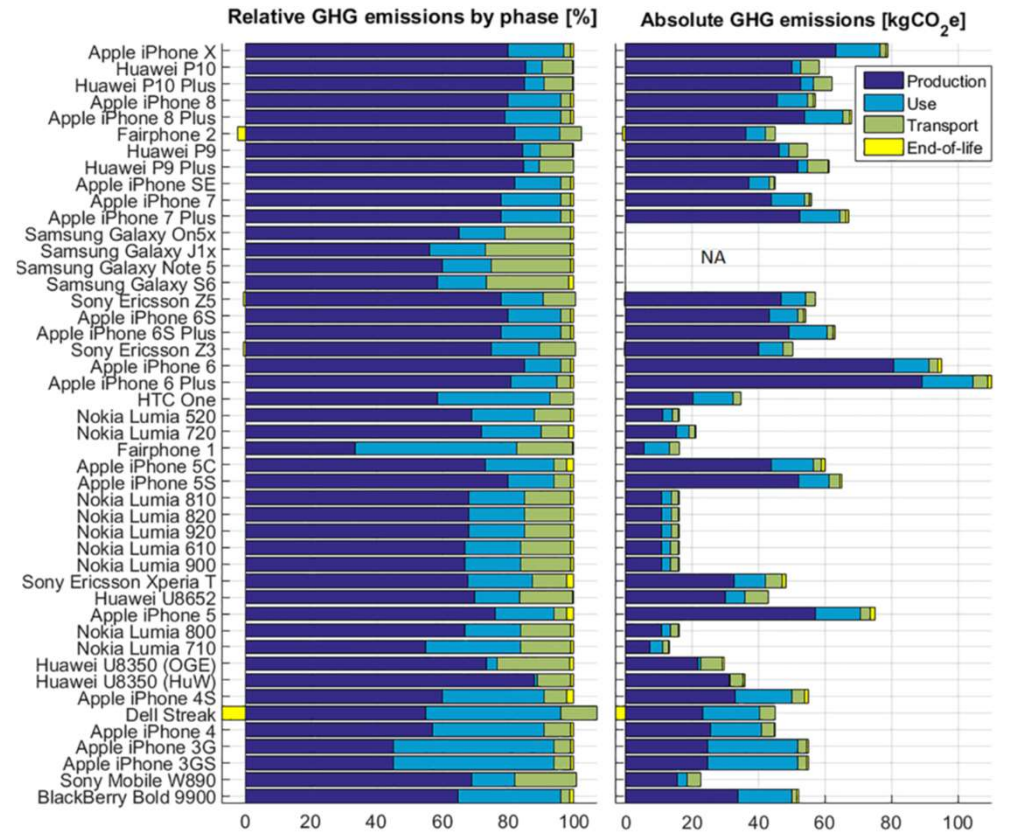 Relative GHG emissions by phase [%]
Absolute GHG emissions [kgCO2e]
Apple iPhone X
Huawei P10
Huawei P10 Plus
Apple iPhone 8
Apple iPhone 8 Plus
Fairphone 2
Huawei P9
Huawei P9 Plus
Apple iPhone SE
Apple iPhone 7
Apple iPhone 7 Plus
Samsung Galaxy On5x
Samsung Galaxy J1x
Samsung Galaxy Note 5
Samsung Galaxy S6
Sony Ericsson Z5
Apple iPhone 6S
Apple iPhone 6S Plus
Sony Ericsson Z3
Apple iPhone 6
Apple iPhone 6 Plus
HTC One
Nokia Lumia 520
Nokia Lumia 720
Fairphone 1
Apple iPhone 5C
Apple iPhone 5S
Nokia Lumia 810
Nokia Lumia 820
Nokia Lumia 920
Nokia Lumia 610
Nokia Lumia 900
Sony Ericsson Xperia T
Huawei U8652
Apple iPhone 5
Nokia Lumia 800
Nokia Lumia 710
Huawei U8350 (OGE)
Huawei U8350 (HuW)
Apple iPhone 4S
Dell Streak
Apple iPhone 4
Apple iPhone 3G
Apple iPhone 3GS
Sony Mobile W890
BlackBerry Bold 9900
0 20 40 60 80 100
Production
Use
Transport
End-of-life
NA
0 20 40 60 80 100